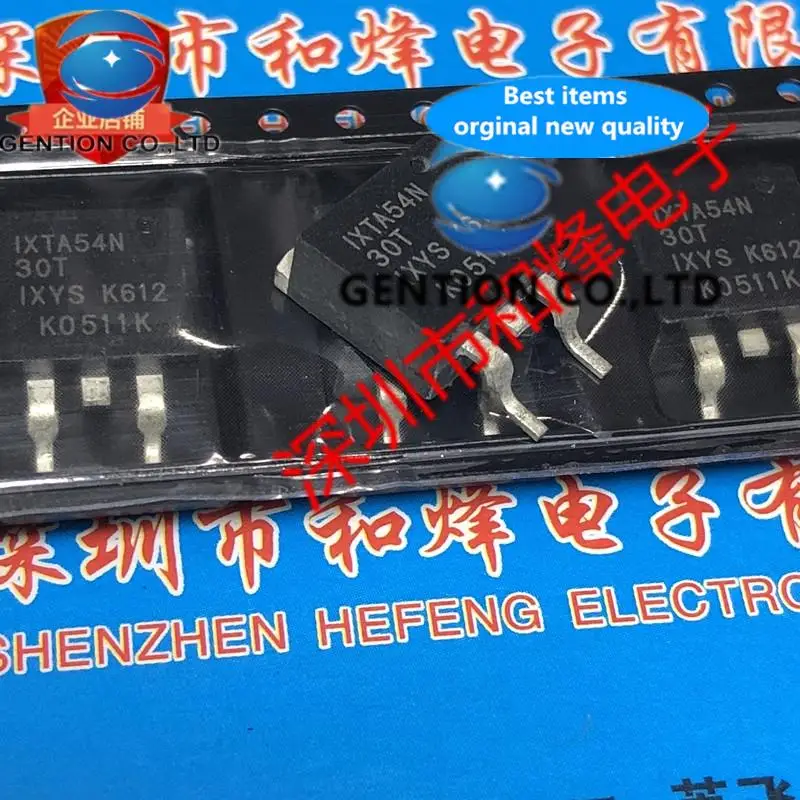 深圳市和烽电子有限
企业店铺
GENTION CO.,LTD
Best items
orginal new quality
IXTA54N
30T
IXYS K612
K0511K
IXTA54N
30T
IXYS
K0511
GENTION CO.,LTD
IXTA54N
30T
IXYS K612
K0511K
深圳市和烽电子
深圳市和烽电子有
SHENZHEN HEFENG ELECTRO